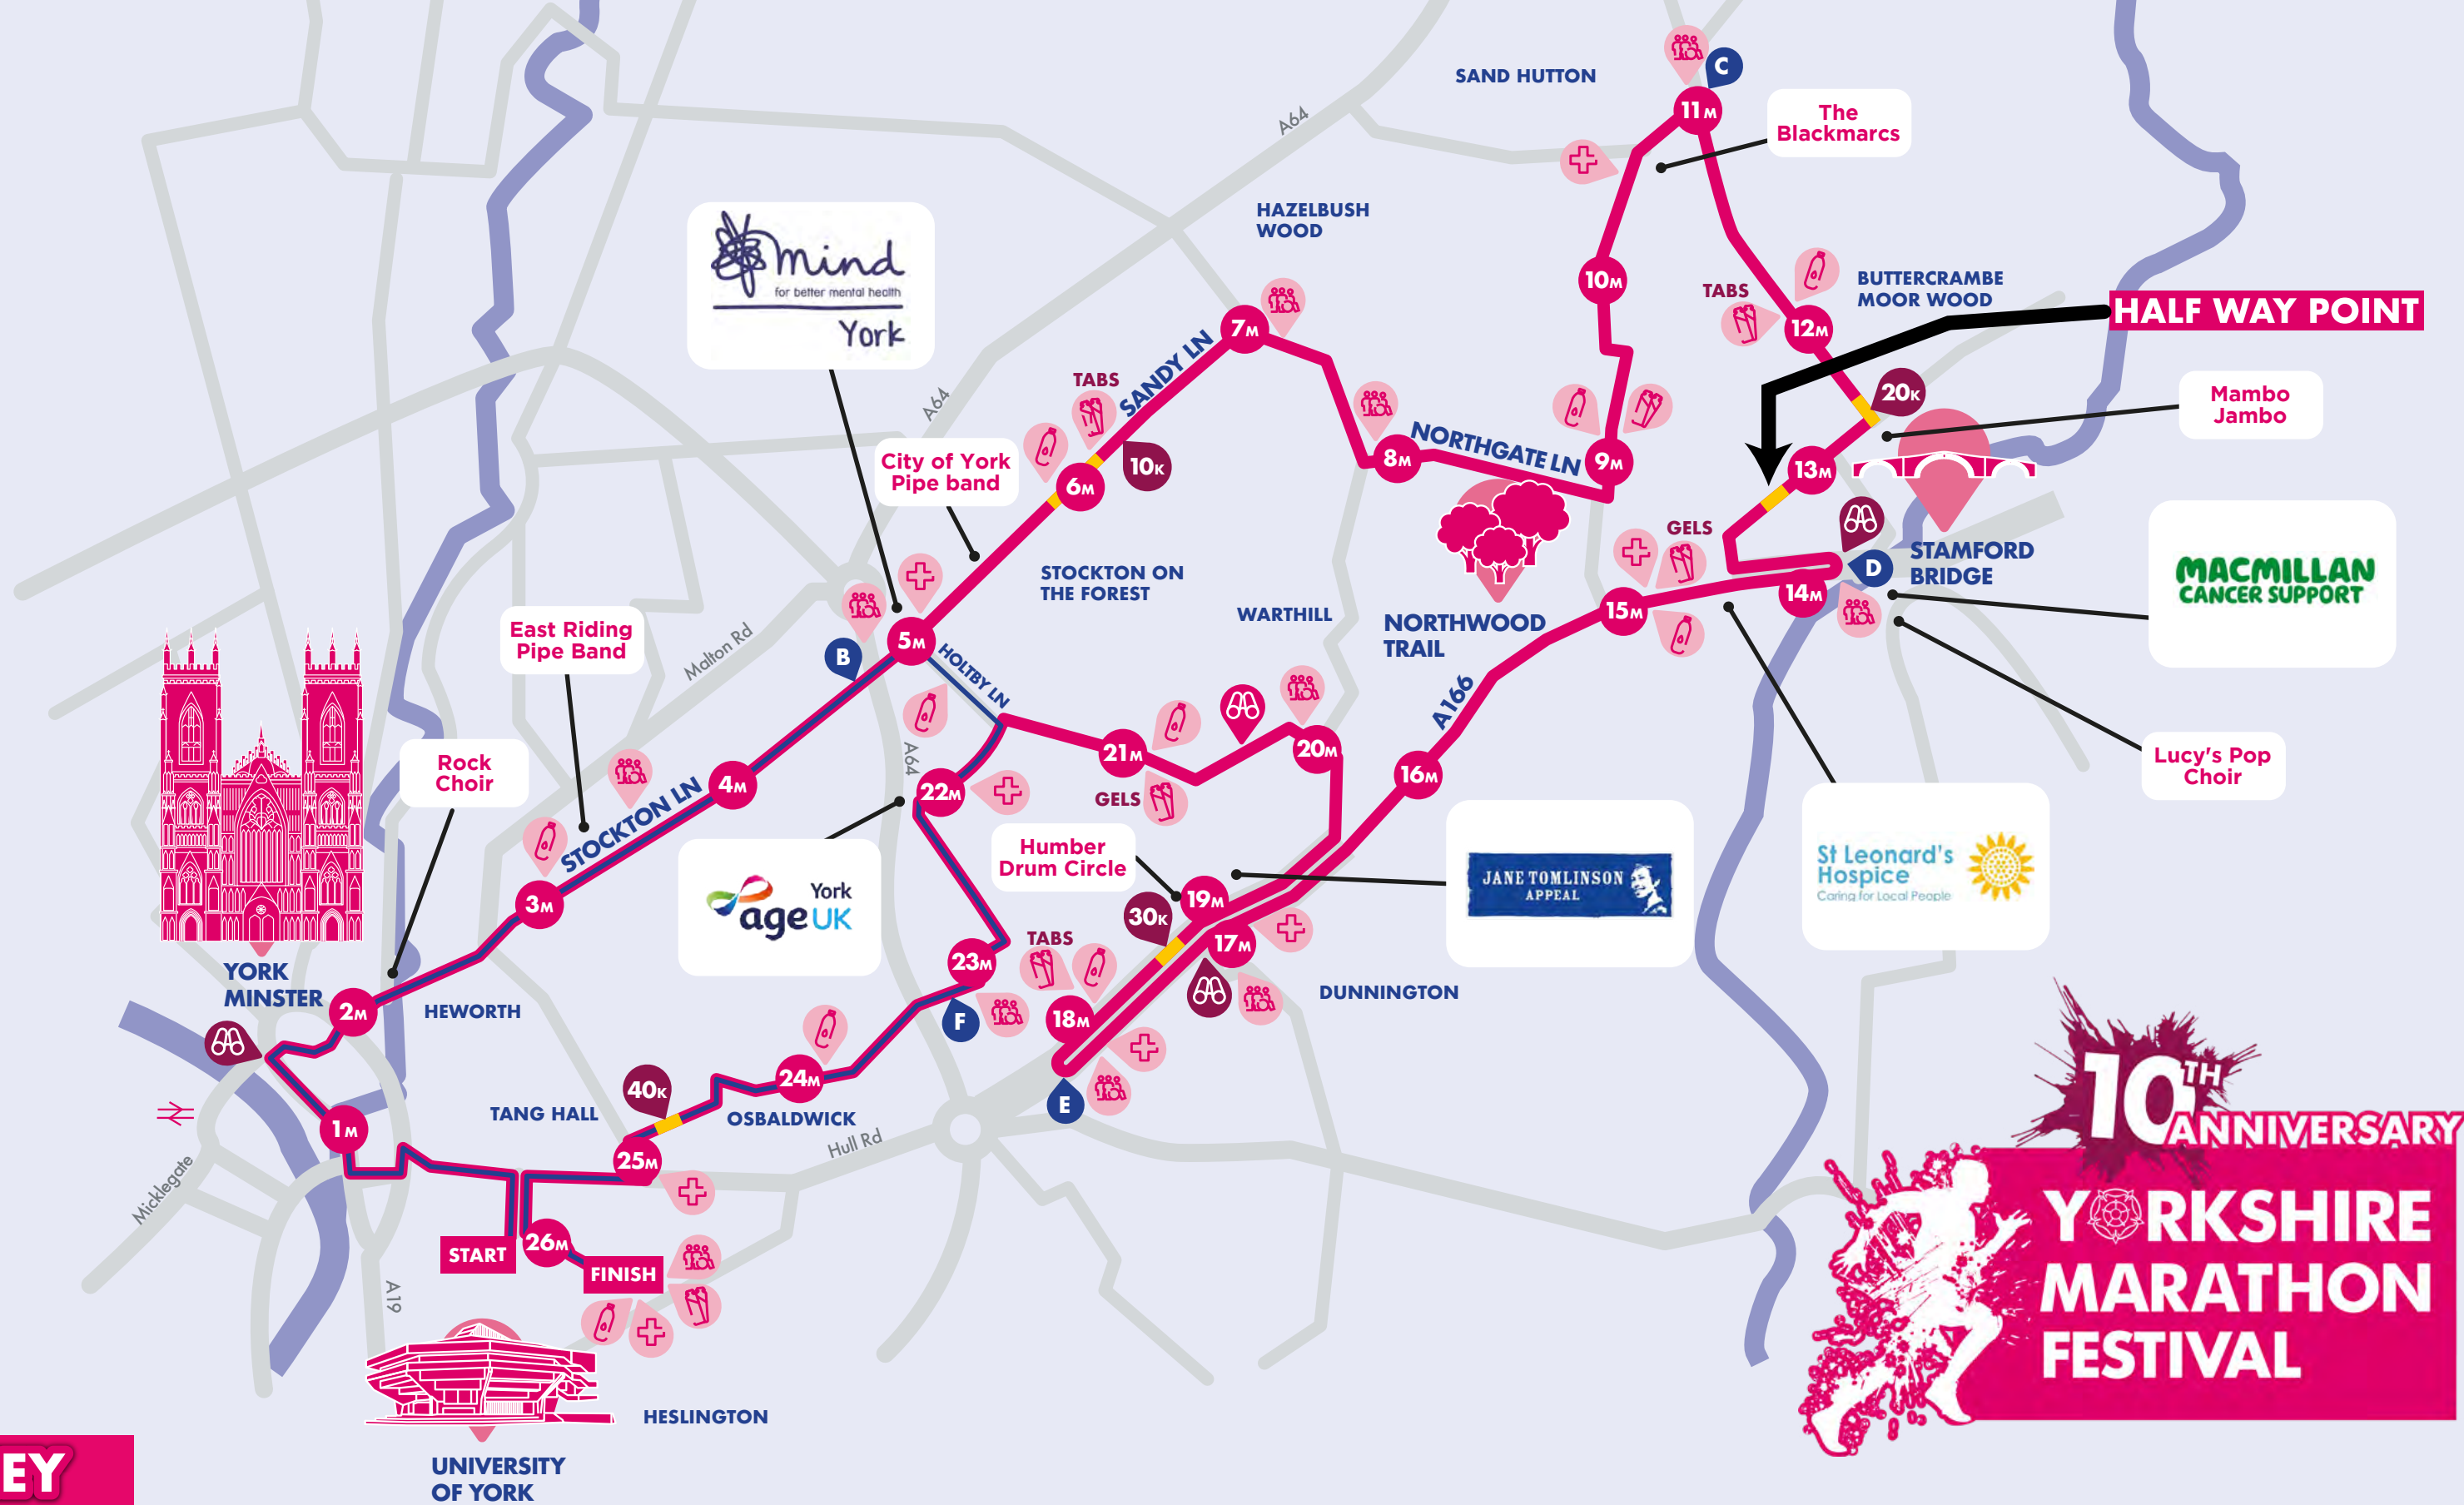 SAND HUTTON
C
11M
The
Blackmarcs
A64
HAZELBUSH
WOOD
mind
for better mental health
York
10M
TABS
BUTTERCRAMBE
MOOR WOOD
12M
HALF WAY POINT
7M
SANDY LN
TABS
A64
20K
Mambo
Jambo
City of York
Pipe band
10K
6M
8M
NORTHGATE LN
9M
13M
GELS
STAMFORD
BRIDGE
D
14M
MACMILLAN
CANCER SUPPORT
STOCKTON ON
THE FOREST
WARTHILL
NORTHWOOD
TRAIL
15M
East Riding
Pipe Band
Malton Rd
B
5M
HOLTBY LN
A166
Rock
Choir
STOCKTON LN
4M
A64
22M
21M
GELS
20M
16M
Lucy's Pop
Choir
3M
York
age UK
Humber
Drum Circle
19M
30K
17M
JANE TOMLINSON
APPEAL
St Leonard's
Hospice
Caring for Local People
YORK
MINSTER
2M
HEWORTH
23M
TABS
F
18M
DUNNINGTON
E
1M
TANG HALL
40K
24M
OSBALDWICK
Hull Rd
25M
Micklegate
START
26M
FINISH
A19
HESLINGTON
UNIVERSITY
OF YORK
EY
10TH
ANNIVERSARY
YORKSHIRE
MARATHON
FESTIVAL